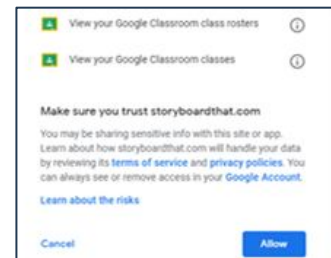 View your Google Classroom class rosters
View your Google Classroom classes
Make sure you trust storyboardthat.com
You may be sharing sensitive info with this site or app.
Learn about how storyboardthat.com will handle your data
by reviewing its terms of service and privacy policies. You
can always see or remove access in your Google Account.
Learn about the risks
Cancel
Allow